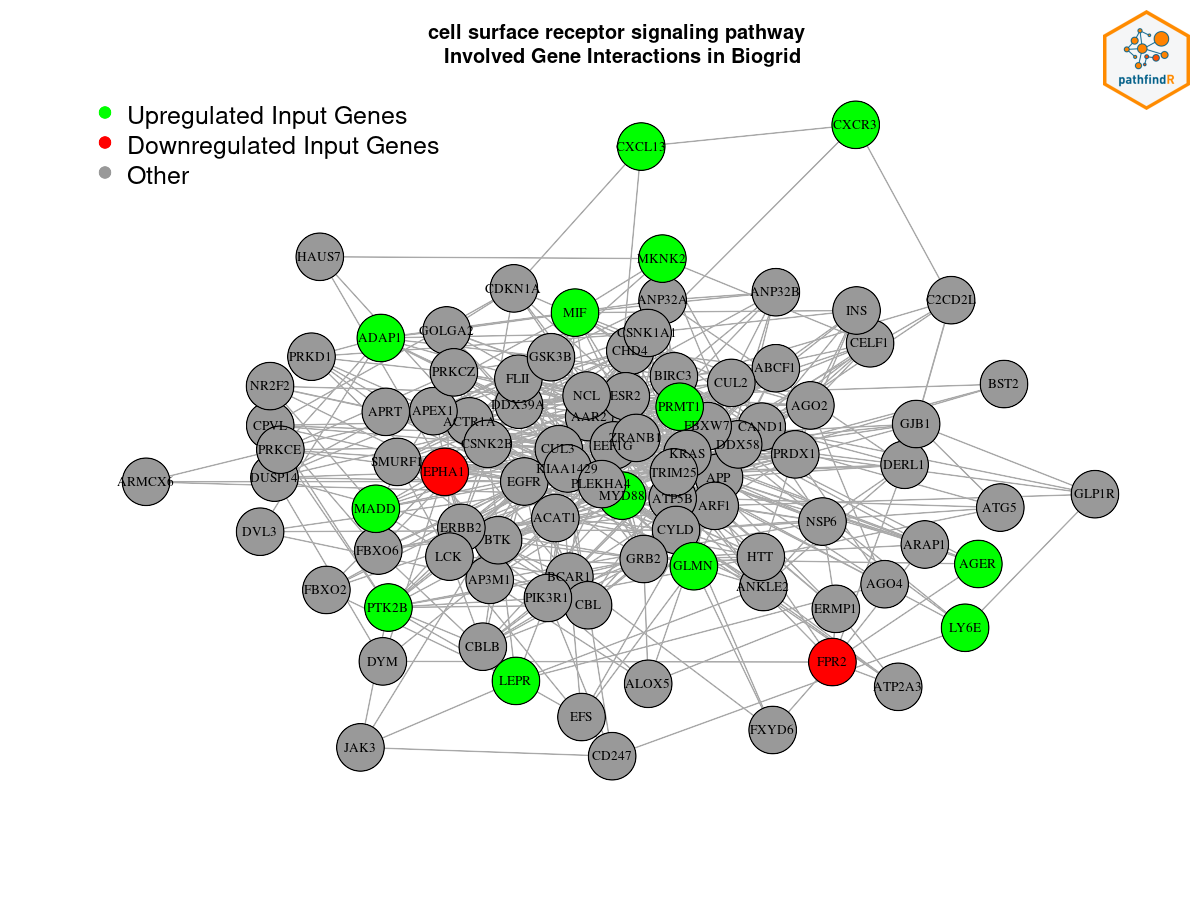 cell surface receptor signaling pathway
Involved Gene Interactions in Biogrid
pathfindR
Upregulated Input Genes
Downregulated Input Genes
Other
CXCR3
CXCL13
HAUS7
MKNK2
CDKN1A
ANP32A
ANP32B
C2CD2L
MIF
INS
GOLGA2
ADAP1
CSNK1A1
CELF1
CHD4
PRKD1
GSK3B
PRKCZ
ABCF1
BIRC3
FLII
CUL2
BST2
NR2F2
NCL
ESR2
DDX39A
AGO2
PRMT1
APRT
APEX1
AAR2
ACTR1A
GJB1
CPVL
FBXW7
CAND1
ZRANB1
CSNK2B
EEF1G
DDX58
CUL3
PRKCE
KRAS
PRDX1
SMURF1
DERL1
KIAA1429
EPHA1
TRIM25
DUSP14
APP
ARMCX6
EGFR
PLEKHA4
GLP1R
MYD88
ATP5B
ARF1
MADD
ATG5
ACAT1
NSP6
ERBB2
CYLD
DVL3
BTK
ARAP1
FBXO6
LCK
HTT
GRB2
AGER
GLMN
BCAR1
AP3M1
AGO4
ANKLE2
FBXO2
PIK3R1
CBL
PTK2B
ERMP1
LY6E
CBLB
DYM
FPR2
LEPR
ALOX5
ATP2A3
EFS
FXYD6
JAK3
CD247